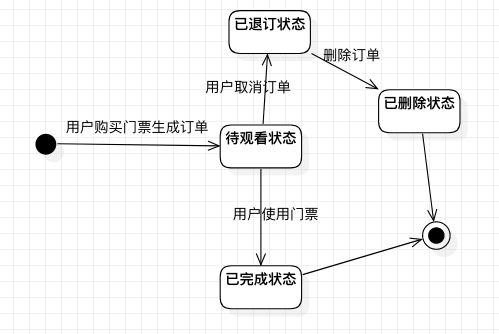 已退订状态
删除订单
用户取消订单
已删除状态
用户购买门票生成订单
待观看状态
用户使用门票
已完成状态